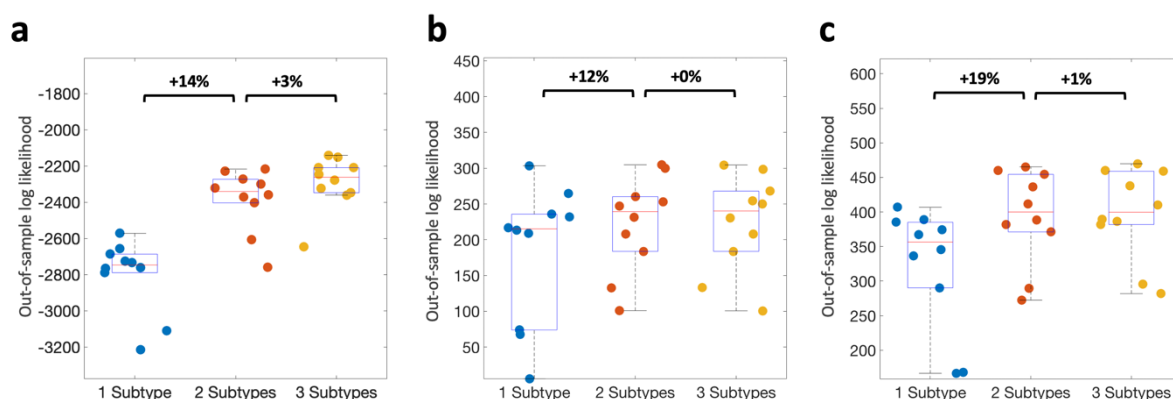 a
+14%
+3%
Out-of-sample log likelihood
-1800
-2000
-2200
-2400
-2600
-2800
-3000
-3200
1 Subtype
2 Subtypes
3 Subtypes
b
+12%
+0%
Out-of-sample log likelihood
450
400
350
300
250
200
150
100
50
1 Subtype
2 Subtypes
3 Subtypes
c
+19%
+1%
Out-of-sample log likelihood
600
550
500
450
400
350
300
250
200
1 Subtype
2 Subtypes
3 Subtypes